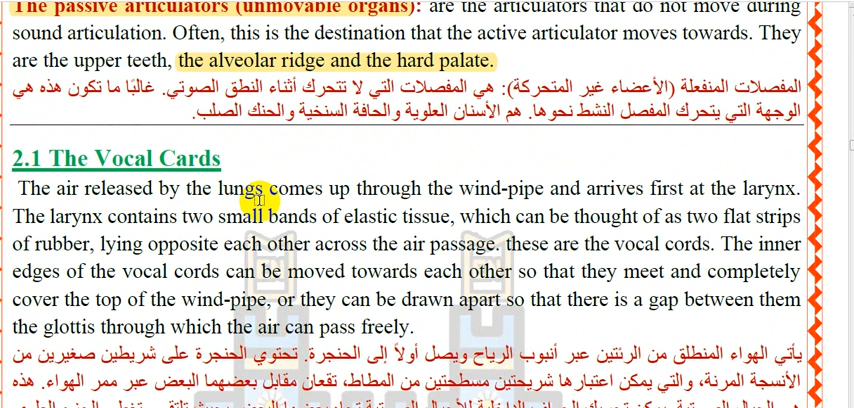 The passive articulators (unmovable organs): are the articulators that do not move during
sound articulation. Often, this is the destination that the active articulator moves towards. They
are the upper teeth, the alveolar ridge and the hard palate.
المفصلات المنفعلة (الأعضاء غير المتحركة): هي المفصلات التي لا تتحرك أثناء النطق الصوتي. غالبًا ما تكون هذه هي
الوجهة التي يتحرك المفصل النشط نحوها. هم الأسنان العلوية والحافة السنخية والحنك الصلب.
2.1 The Vocal Cards
The air released by the lungs comes up through the wind-pipe and arrives first at the larynx.
The larynx contains two small bands of elastic tissue, which can be thought of as two flat strips
of rubber, lying opposite each other across the air passage. these are the vocal cords. The inner
edges of the vocal cords can be moved towards each other so that they meet and completely
cover the top of the wind-pipe, or they can be drawn apart so that there is a gap between them
the glottis through which the air can pass freely.
يأتي الهواء المنطلق من الرئتين عبر أنبوب الرياح ويصل أولاً إلى الحنجرة. تحتوي الحنجرة على شريطين صغيرين من
الأنسجة المرنة، والتي يمكن اعتبارها شريحتين مسطحتين من المطاط، تقعان مقابل بعضهما البعض عبر ممر الهواء. هذه